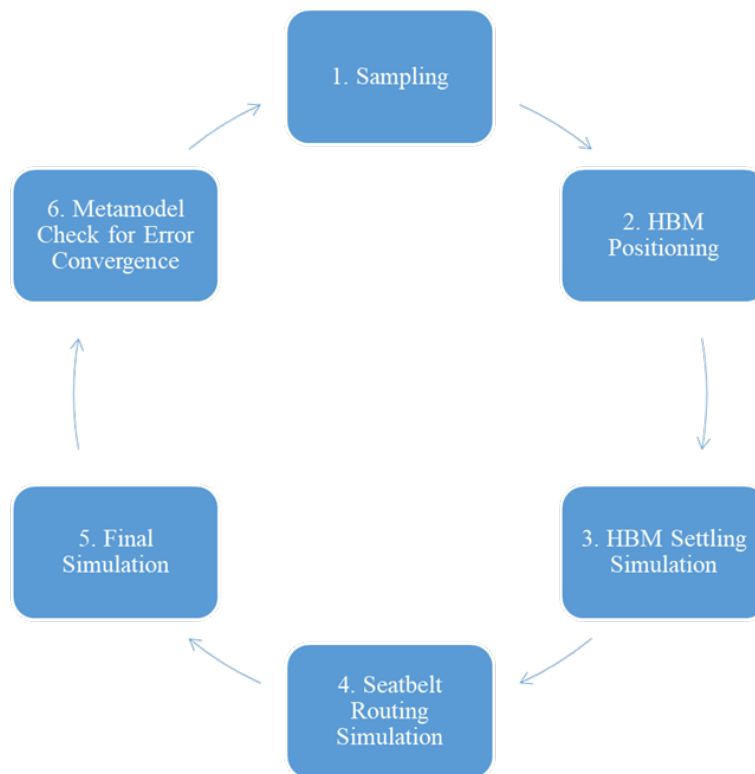 1. Sampling
2. HBM
Positioning
3. HBM Settling
Simulation
4. Seatbelt
Routing
Simulation
5. Final
Simulation
6. Metamodel
Check for Error
Convergence